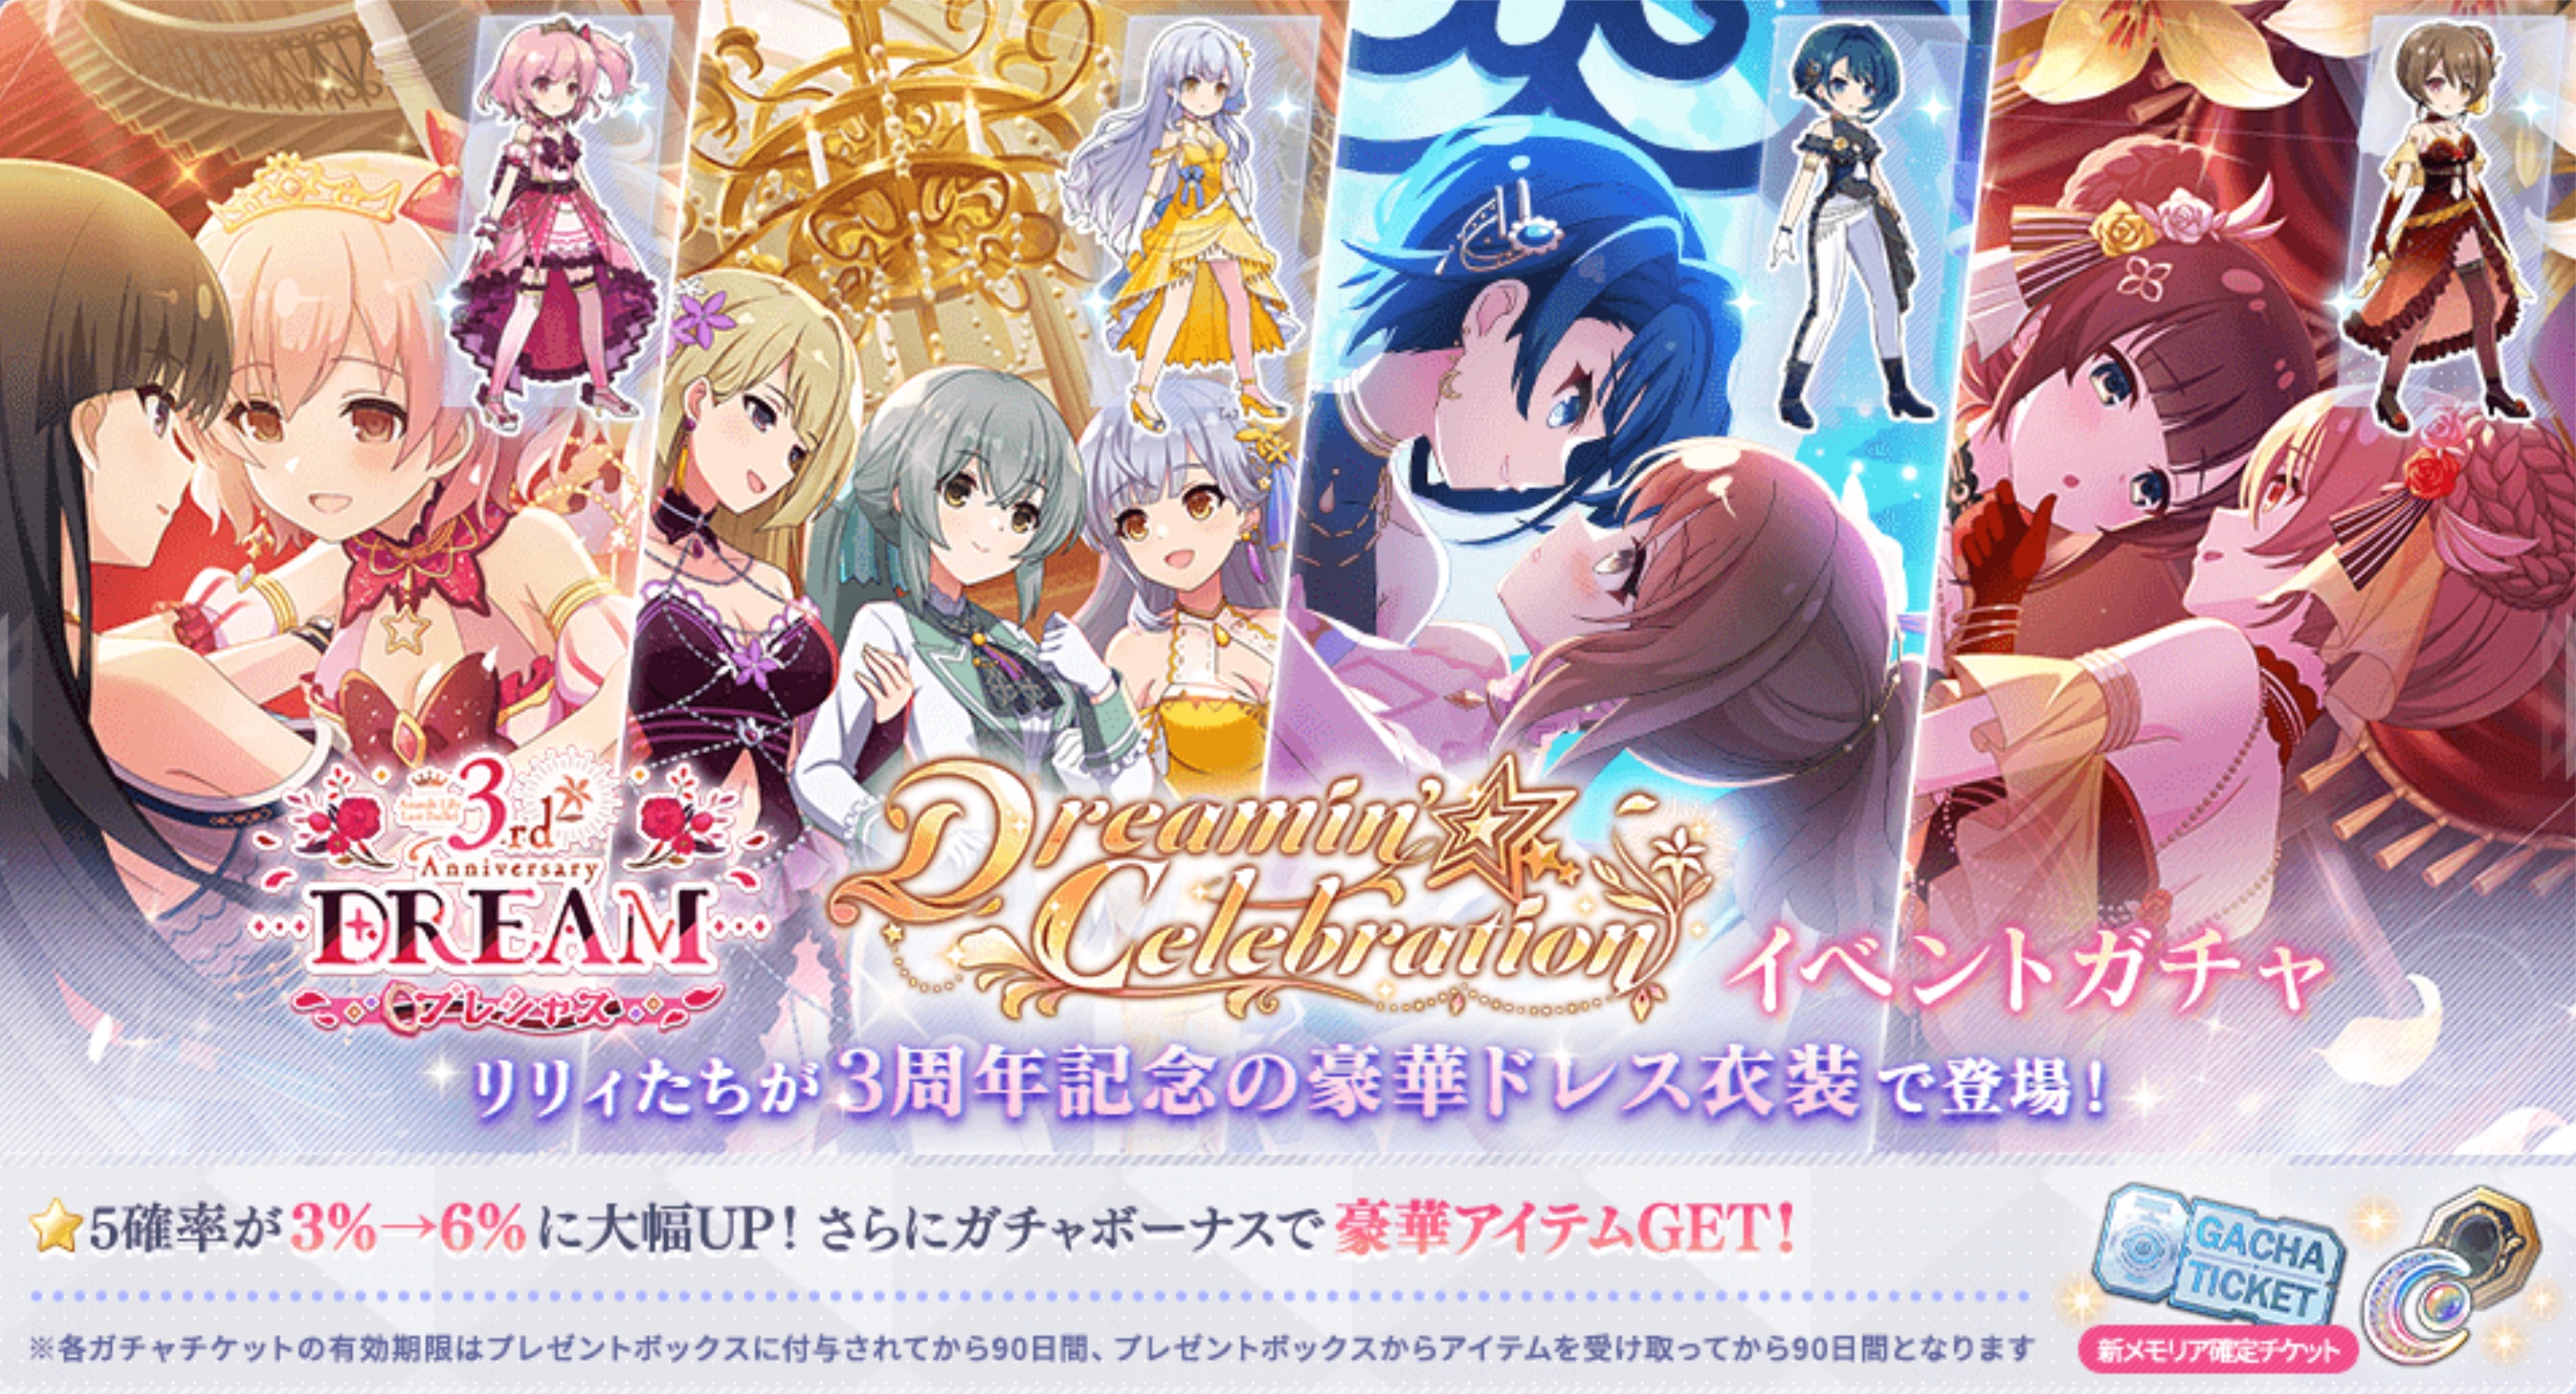 Assault Lily
Last Bullet
3rd
Anniversary
DREAM
プレシャス
Dreamin'
Celebration
イベントガチャ
リリィたちが3周年記念の豪華ドレス衣装で登場!
★5確率が3%→6%に大幅UP! さらにガチャボーナスで豪華アイテムGET!
※各ガチャチケットの有効期限はプレゼントボックスに付与されてから90日間、プレゼントボックスからアイテムを受け取ってから90日間となります
GACHA
TICKET
新メモリア確定チケット